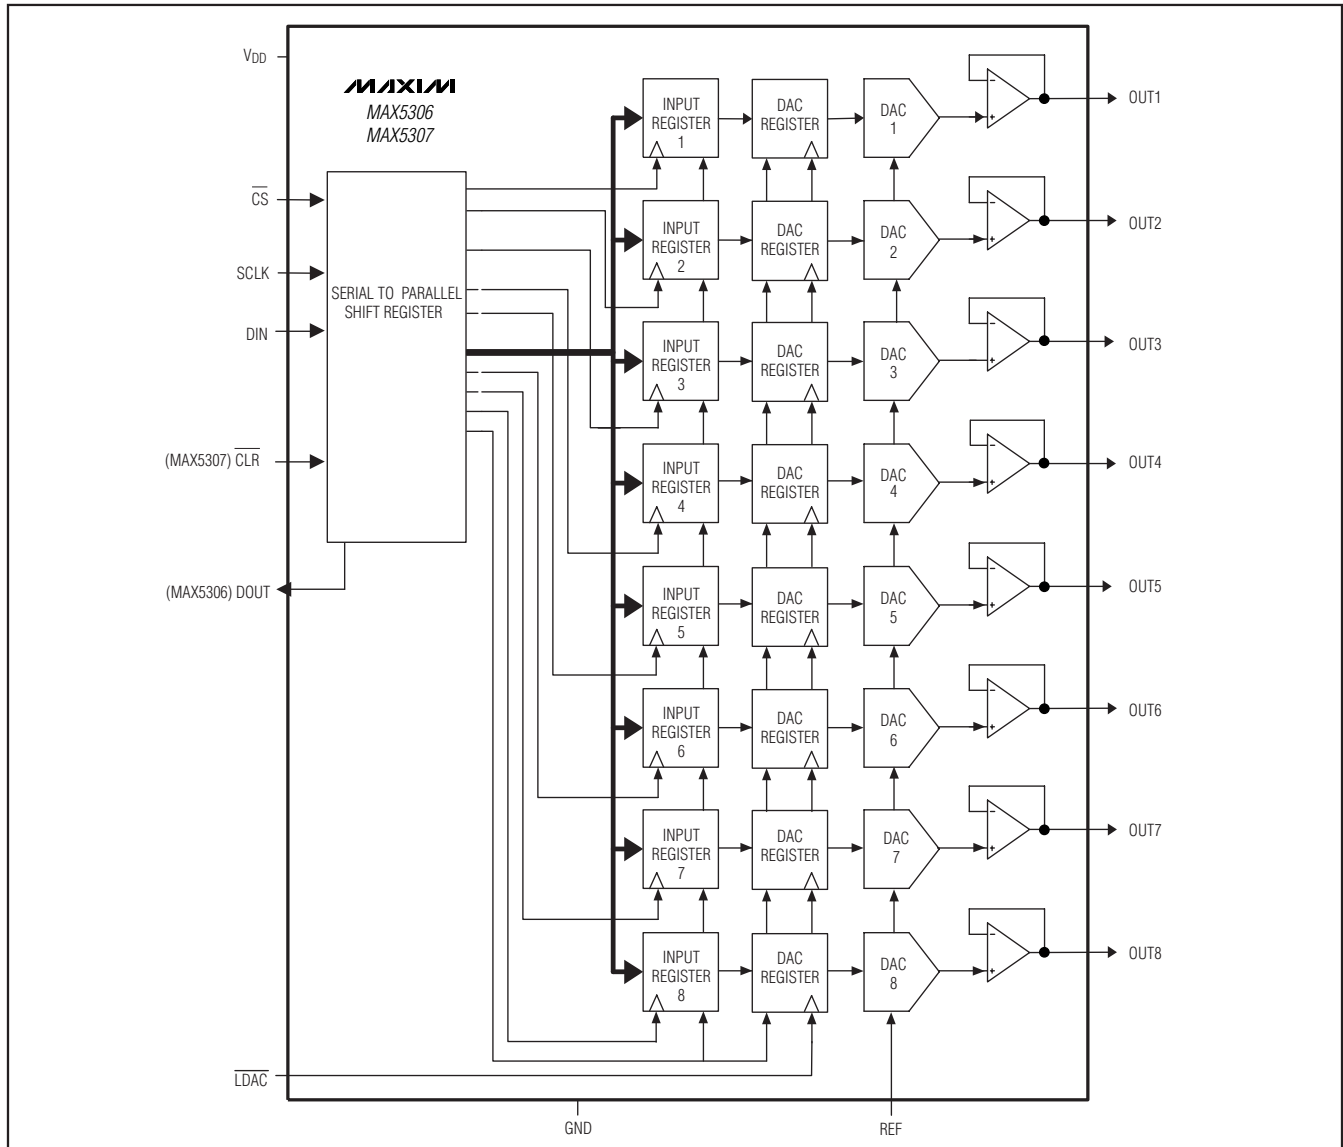 VDD
MAXIM
MAX5306
MAX5307
CS
SCLK
DIN
SERIAL TO PARALLEL
SHIFT REGISTER
(MAX5307) CLR
(MAX5306) DOUT
LDAC
GND
REF
INPUT
REGISTER
1
DAC
REGISTER
DAC
1
-
+
OUT1
INPUT
REGISTER
2
DAC
REGISTER
DAC
2
-
+
OUT2
INPUT
REGISTER
3
DAC
REGISTER
DAC
3
-
+
OUT3
INPUT
REGISTER
4
DAC
REGISTER
DAC
4
-
+
OUT4
INPUT
REGISTER
5
DAC
REGISTER
DAC
5
-
+
OUT5
INPUT
REGISTER
6
DAC
REGISTER
DAC
6
-
+
OUT6
INPUT
REGISTER
7
DAC
REGISTER
DAC
7
-
+
OUT7
INPUT
REGISTER
8
DAC
REGISTER
DAC
8
-
+
OUT8